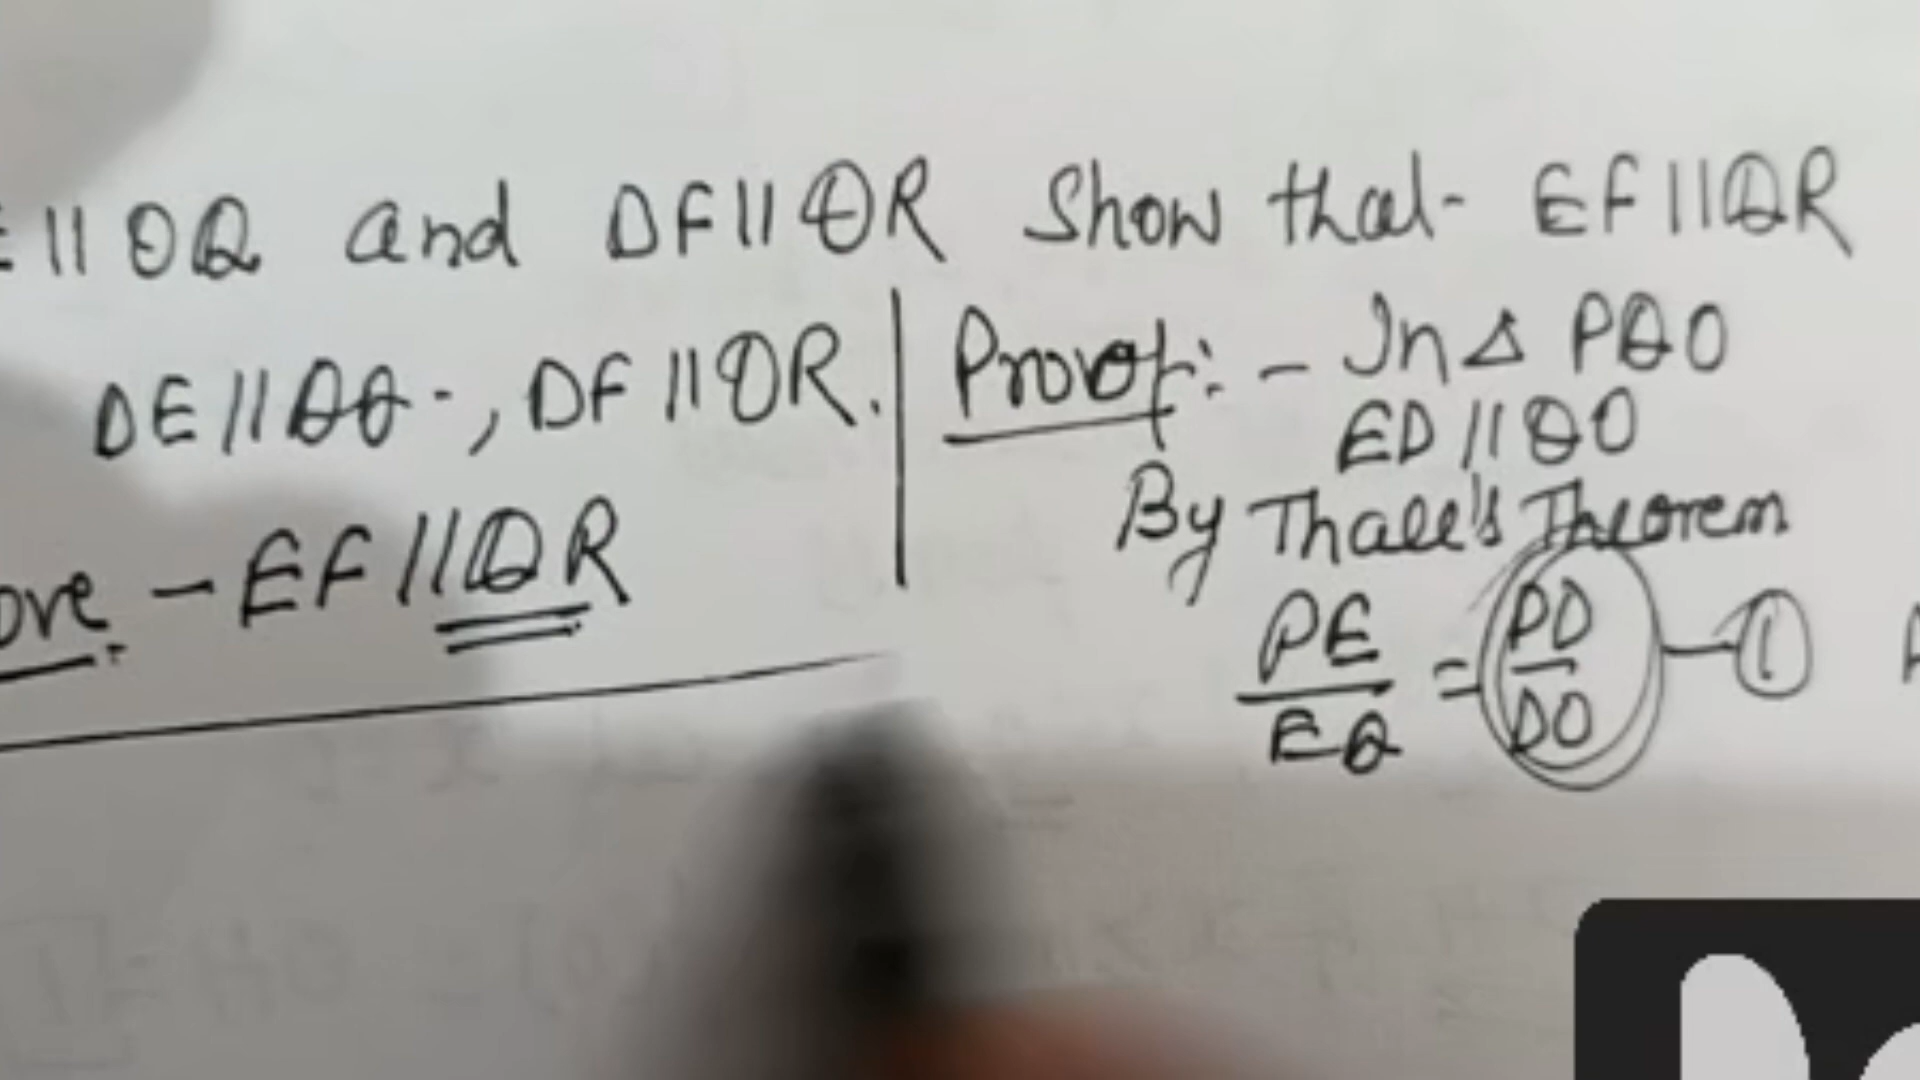 E || OQ and DF || OR Show that - EF || QR
DE || OQ , DF || OR.
ove : - EF || QR
Proof : - In Δ PQO
ED || QO
By Thale's Theorem
PE/EQ = PD/DO - ①